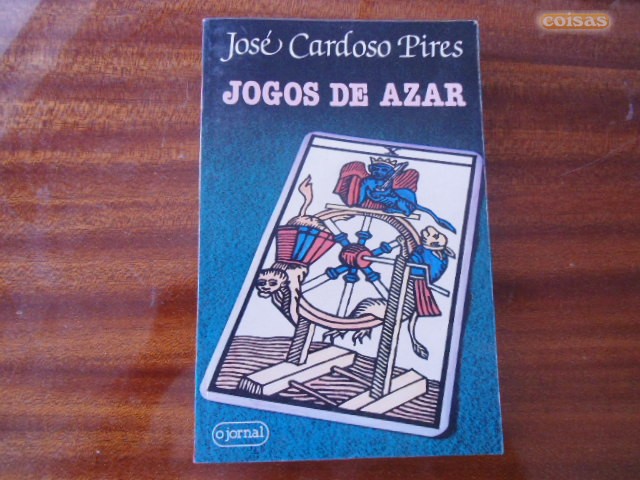 coisas
José Cardoso Pires
JOGOS DE AZAR
X
o jornal